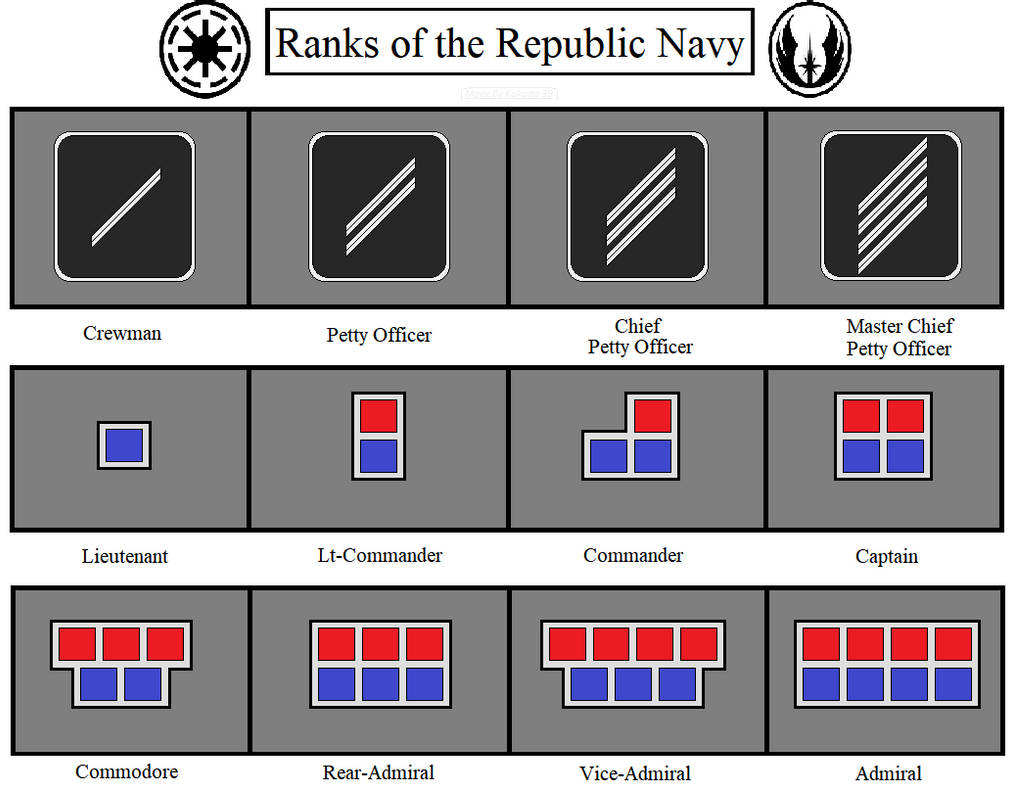 Ranks of the Republic Navy
Crewman
Petty Officer
Chief
Petty Officer
Master Chief
Petty Officer
Lieutenant
Lt-Commander
Commander
Captain
Commodore
Rear-Admiral
Vice-Admiral
Admiral